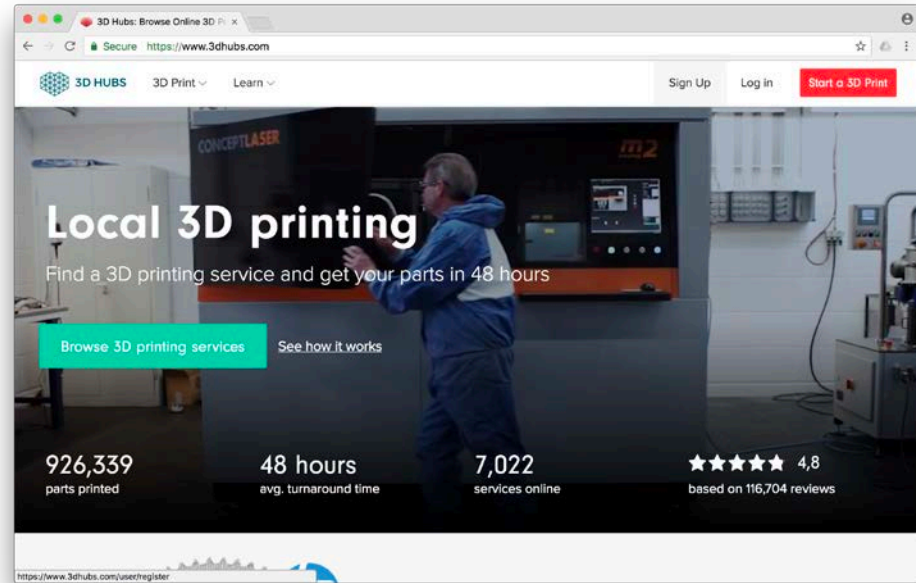 3D Hubs: Browse Online 3D Pr
Secure https://www.3dhubs.com
3D HUBS 3D Print Learn Sign Up Log in Start a 3D Print
CONCEPTLASER
m2
Local 3D printing
Find a 3D printing service and get your parts in 48 hours
Browse 3D printing services See how it works
926,339 48 hours 7,022 4,8
parts printed avg. turnaround time services online based on 116,704 reviews
https://www.3dhubs.com/user/register